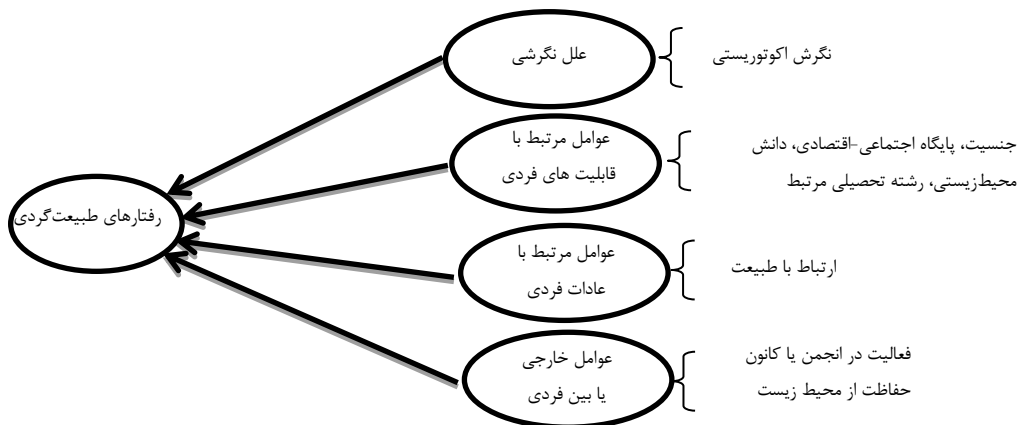 علل نگرشی
نگرش اکوتوریستی
عوامل مرتبط با
قابلیت های فردی
جنسیت، پایگاه اجتماعی-اقتصادی، دانش
محیط‌زیستی، رشته تحصیلی مرتبط
رفتارهای طبیعت‌گردی
عوامل مرتبط با
عادات فردی
ارتباط با طبیعت
عوامل خارجی
یا بین فردی
فعالیت در انجمن یا کانون
حفاظت از محیط زیست